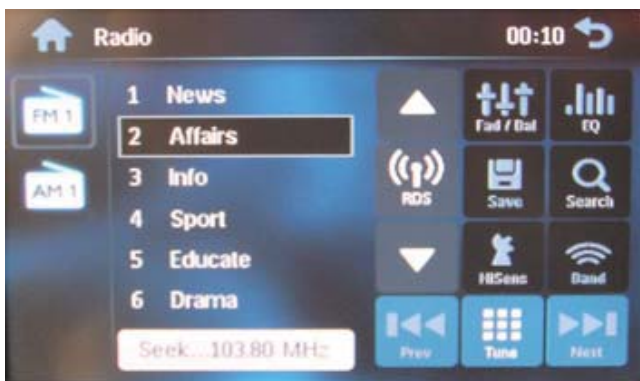 Radio 00:10
FM 1
AM 1
1 News
2 Affairs
3 Info
4 Sport
5 Educate
6 Drama
Seek...103.80 MHz
RDS
Fad / Bal
EQ
Save
Search
HiSens
Band
Prev
Tune
Next